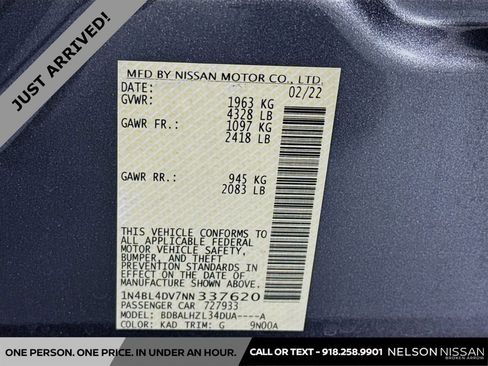 JUST ARRIVED!
MFD BY NISSAN MOTOR CO., LTD.
DATE: 02/22
GVWR: 1963 KG
4328 LB
GAWR FR.: 1097 KG
2418 LB
GAWR RR.: 945 KG
2083 LB
THIS VEHICLE CONFORMS TO
ALL APPLICABLE FEDERAL
MOTOR VEHICLE SAFETY,
BUMPER, AND THEFT
PREVENTION STANDARDS IN
EFFECT ON THE DATE OF
MANUFACTURE SHOWN ABOVE.
1N4BL4DV7NN337620
PASSENGER CAR 727933
MODEL: BDBALHZL34DUA----A
COLOR: KAD TRIM: G 9N00A
ONE PERSON. ONE PRICE. IN UNDER AN HOUR. CALL OR TEXT - 918.258.9901 NELSON NISSAN
BROKEN ARROW